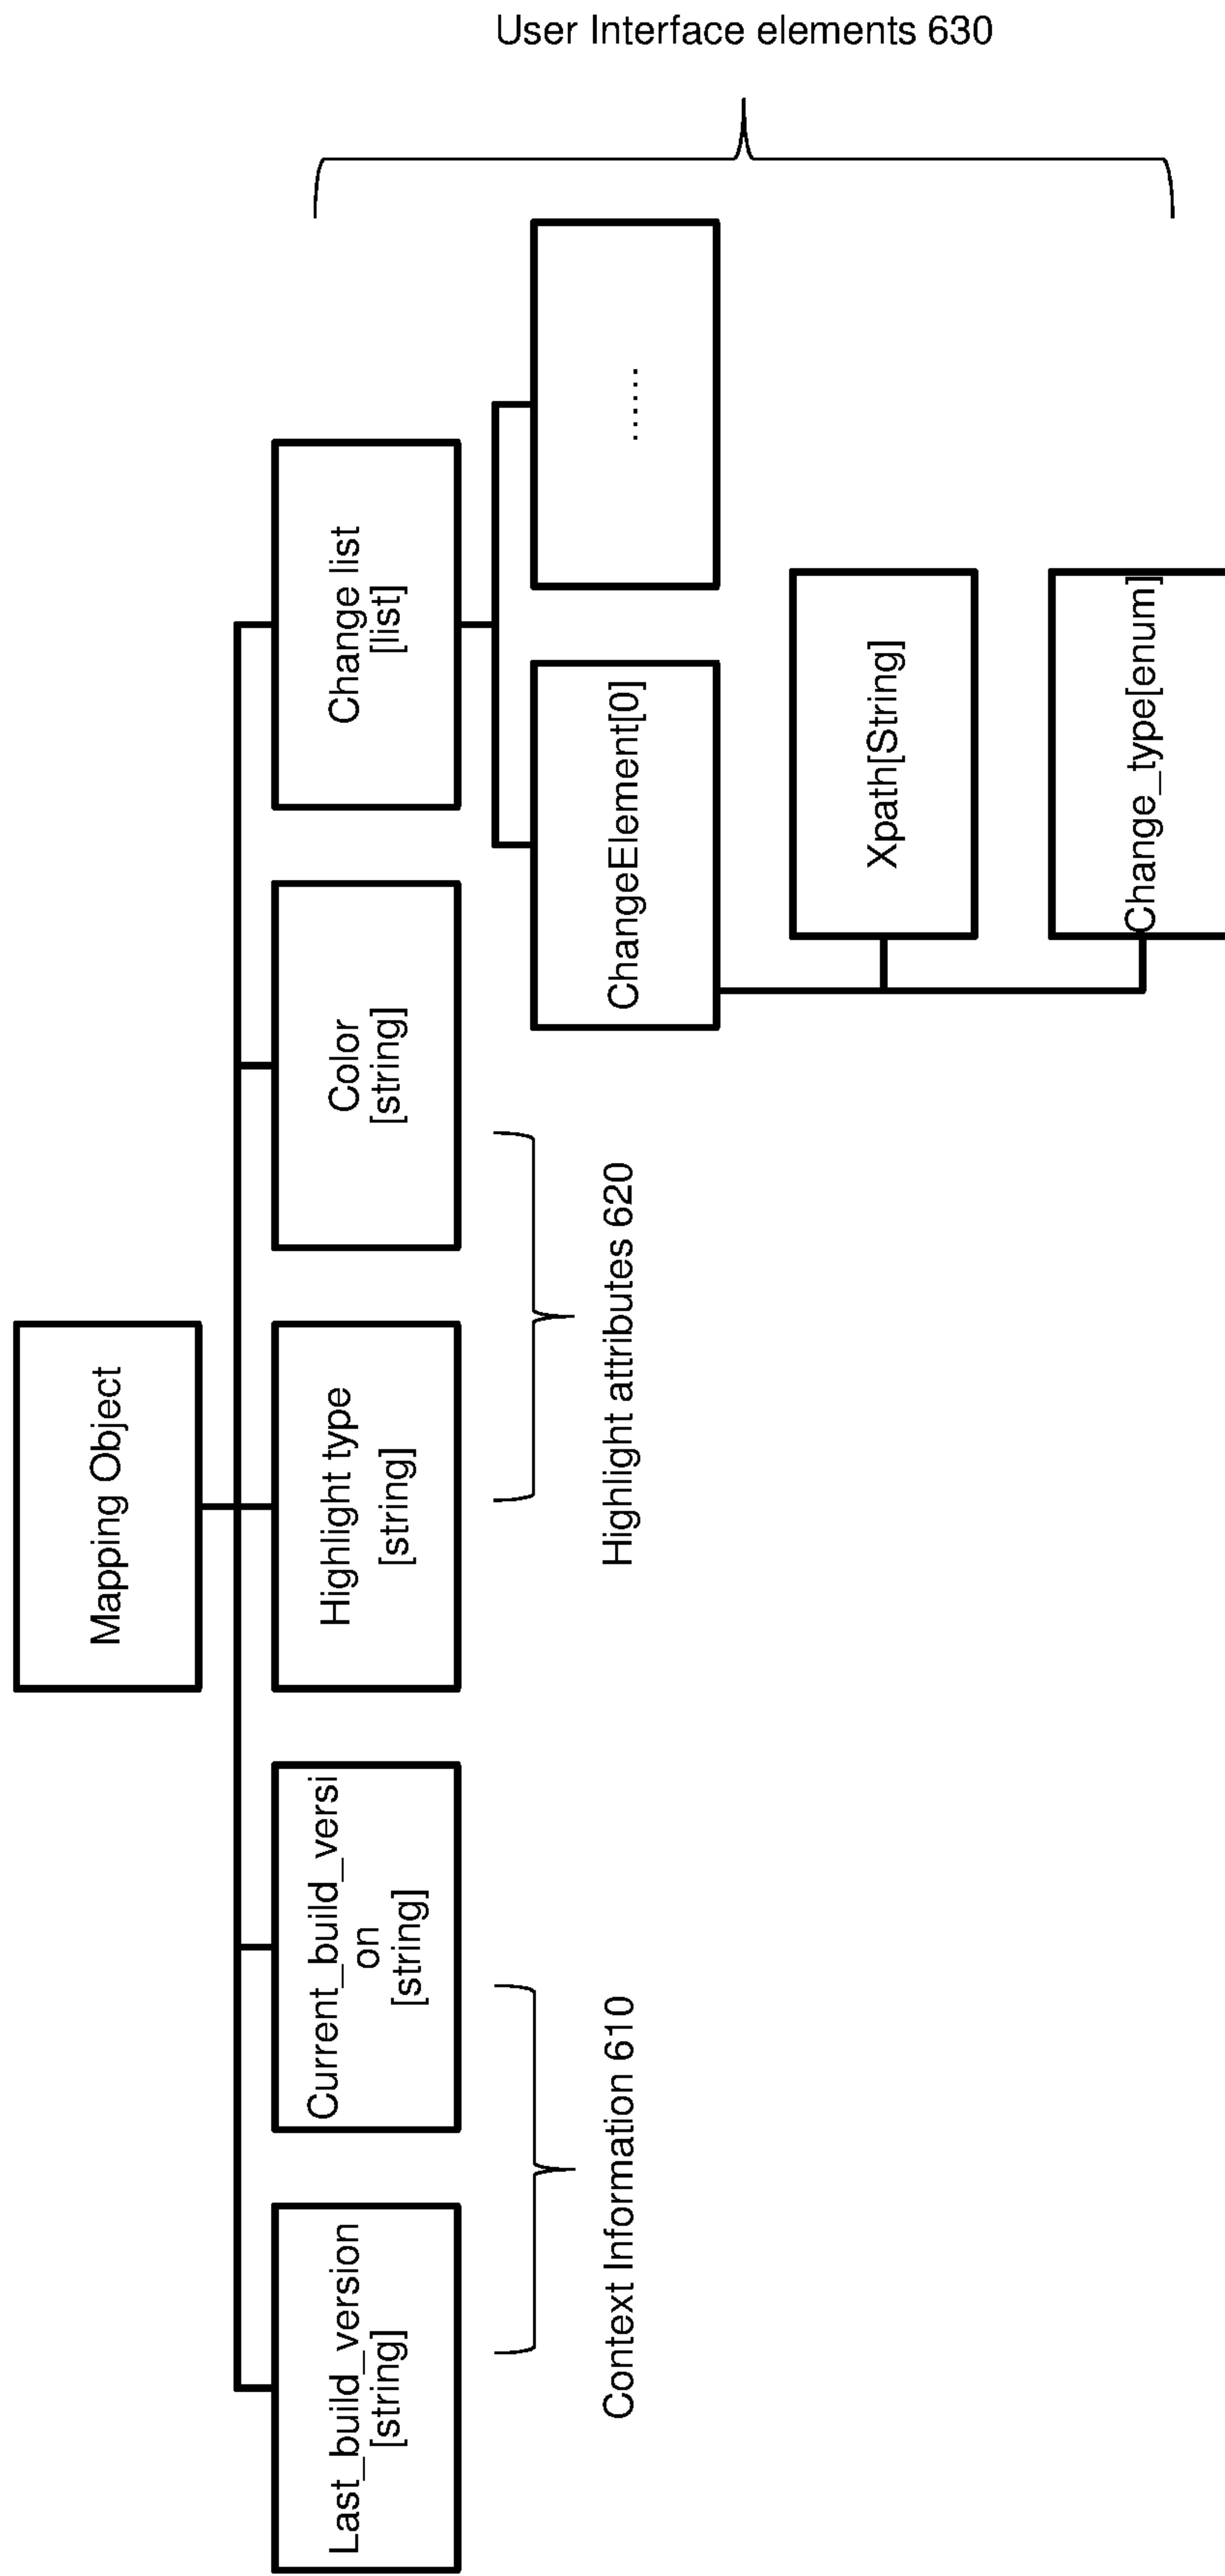 User Interface elements 630
Mapping Object
Last_build_version
[string]
Current_build_versi
on
[string]
Highlight type
[string]
Color
[string]
Change list
[list]
Context Information 610
Highlight attributes 620
ChangeElement[0]
......
Xpath[String]
Change_type[enum]